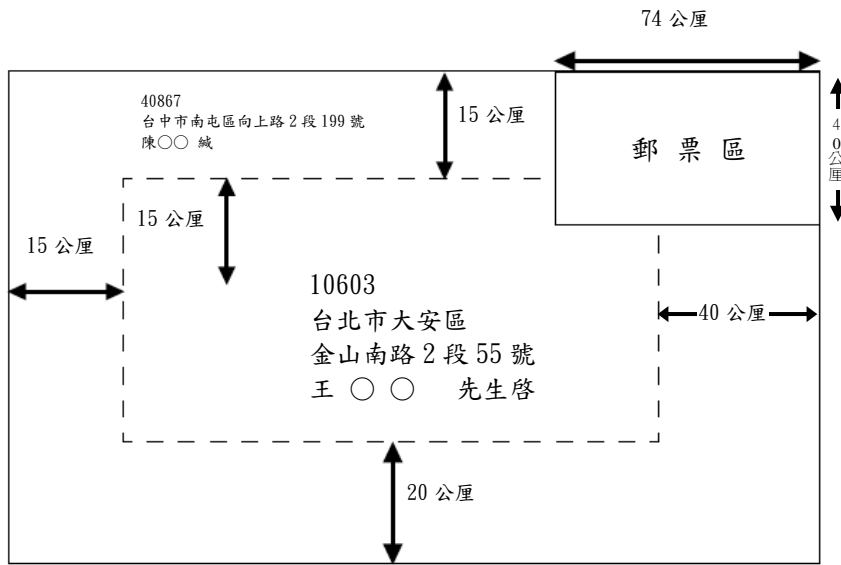 74 公厘
40867
台中市南屯區向上路 2 段 199 號
陳○○ 緘
15 公厘
郵 票 區
40公厘
15 公厘
15 公厘
10603
台北市大安區
金山南路 2 段 55 號
王 ○ ○ 先生啓
40 公厘
20 公厘